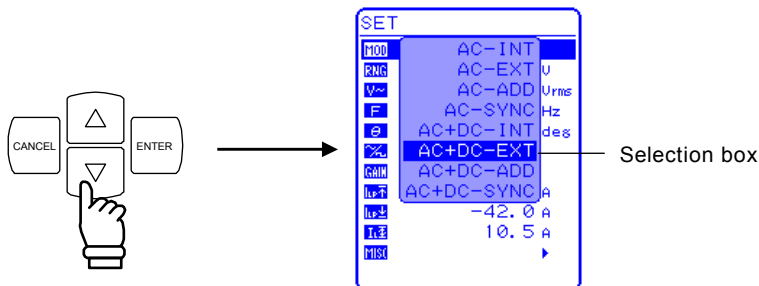 CANCEL
ENTER
SET
MOD AC-INT
RNG AC-EXT V
V~ AC-ADD Vrms
F AC-SYNC Hz
θ AC+DC-INT deg
AC+DC-EXT
GAIN AC+DC-ADD
AC+DC-SYNC A
-42.0 A
10.5 A
MISC
Selection box